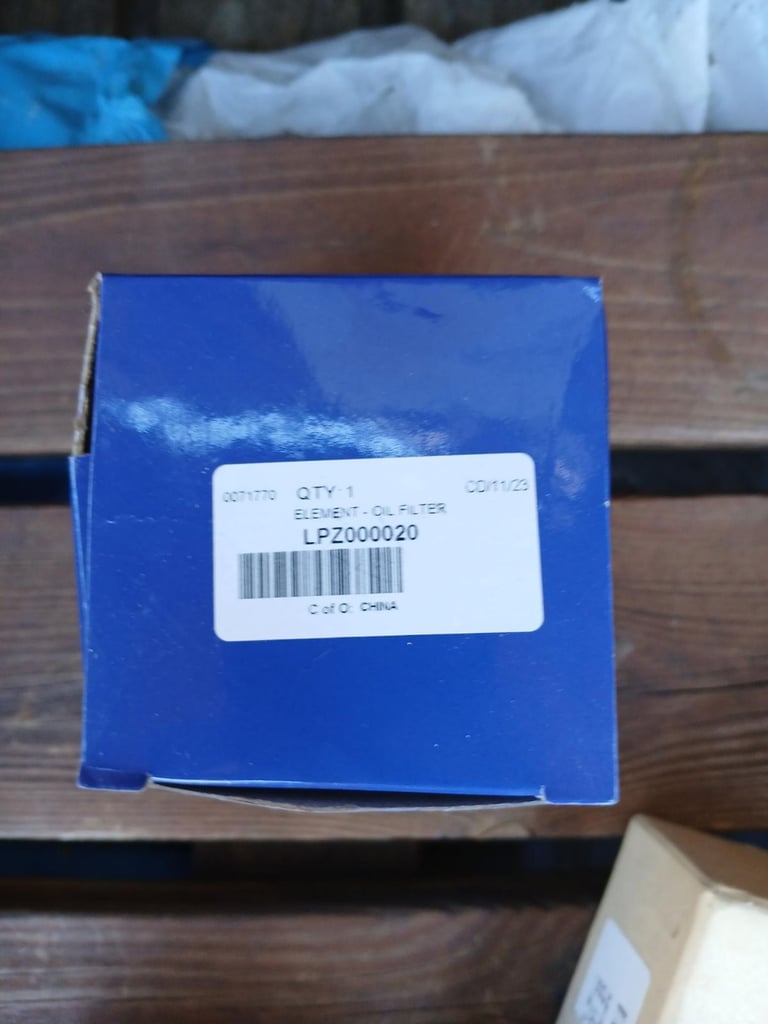 0071770 QTY: 1 CD/11/23
ELEMENT - OIL FILTER
LPZ000020
C of O: CHINA